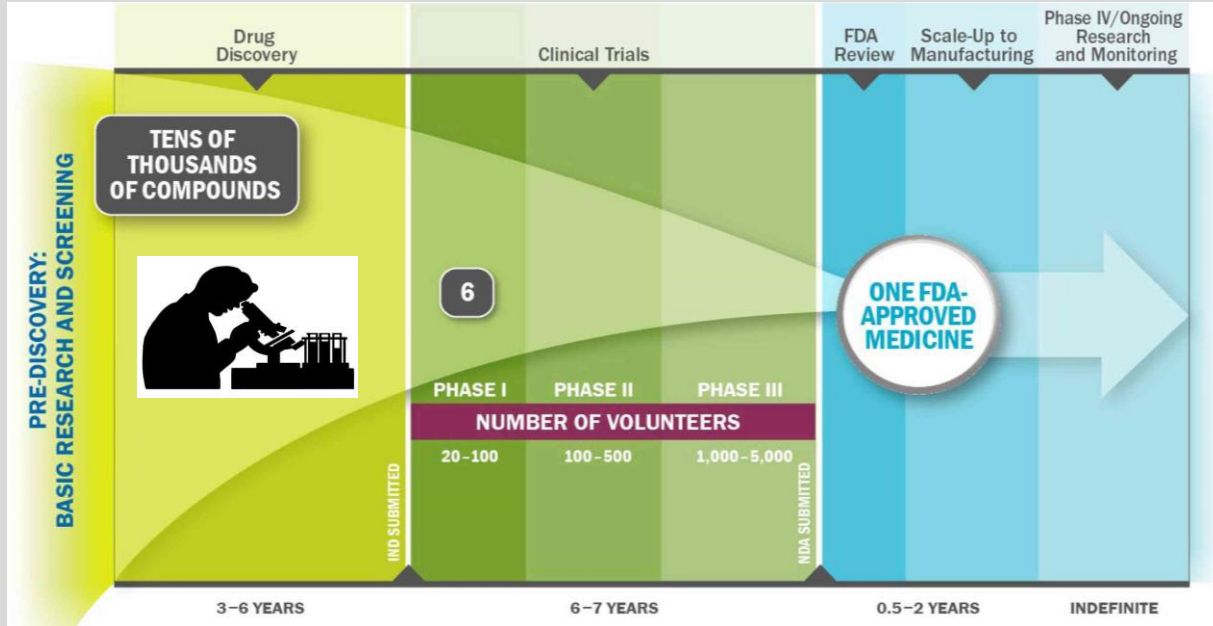 Drug
Discovery
Clinical Trials
FDA
Review
Scale-Up to
Manufacturing
Phase IV/Ongoing
Research
and Monitoring
PRE-DISCOVERY:
BASIC RESEARCH AND SCREENING
TENS OF
THOUSANDS
OF COMPOUNDS
6
ONE FDA-
APPROVED
MEDICINE
PHASE I
PHASE II
PHASE III
NUMBER OF VOLUNTEERS
20–100
100–500
1,000–5,000
IND SUBMITTED
NDA SUBMITTED
3–6 YEARS
6–7 YEARS
0.5–2 YEARS
INDEFINITE